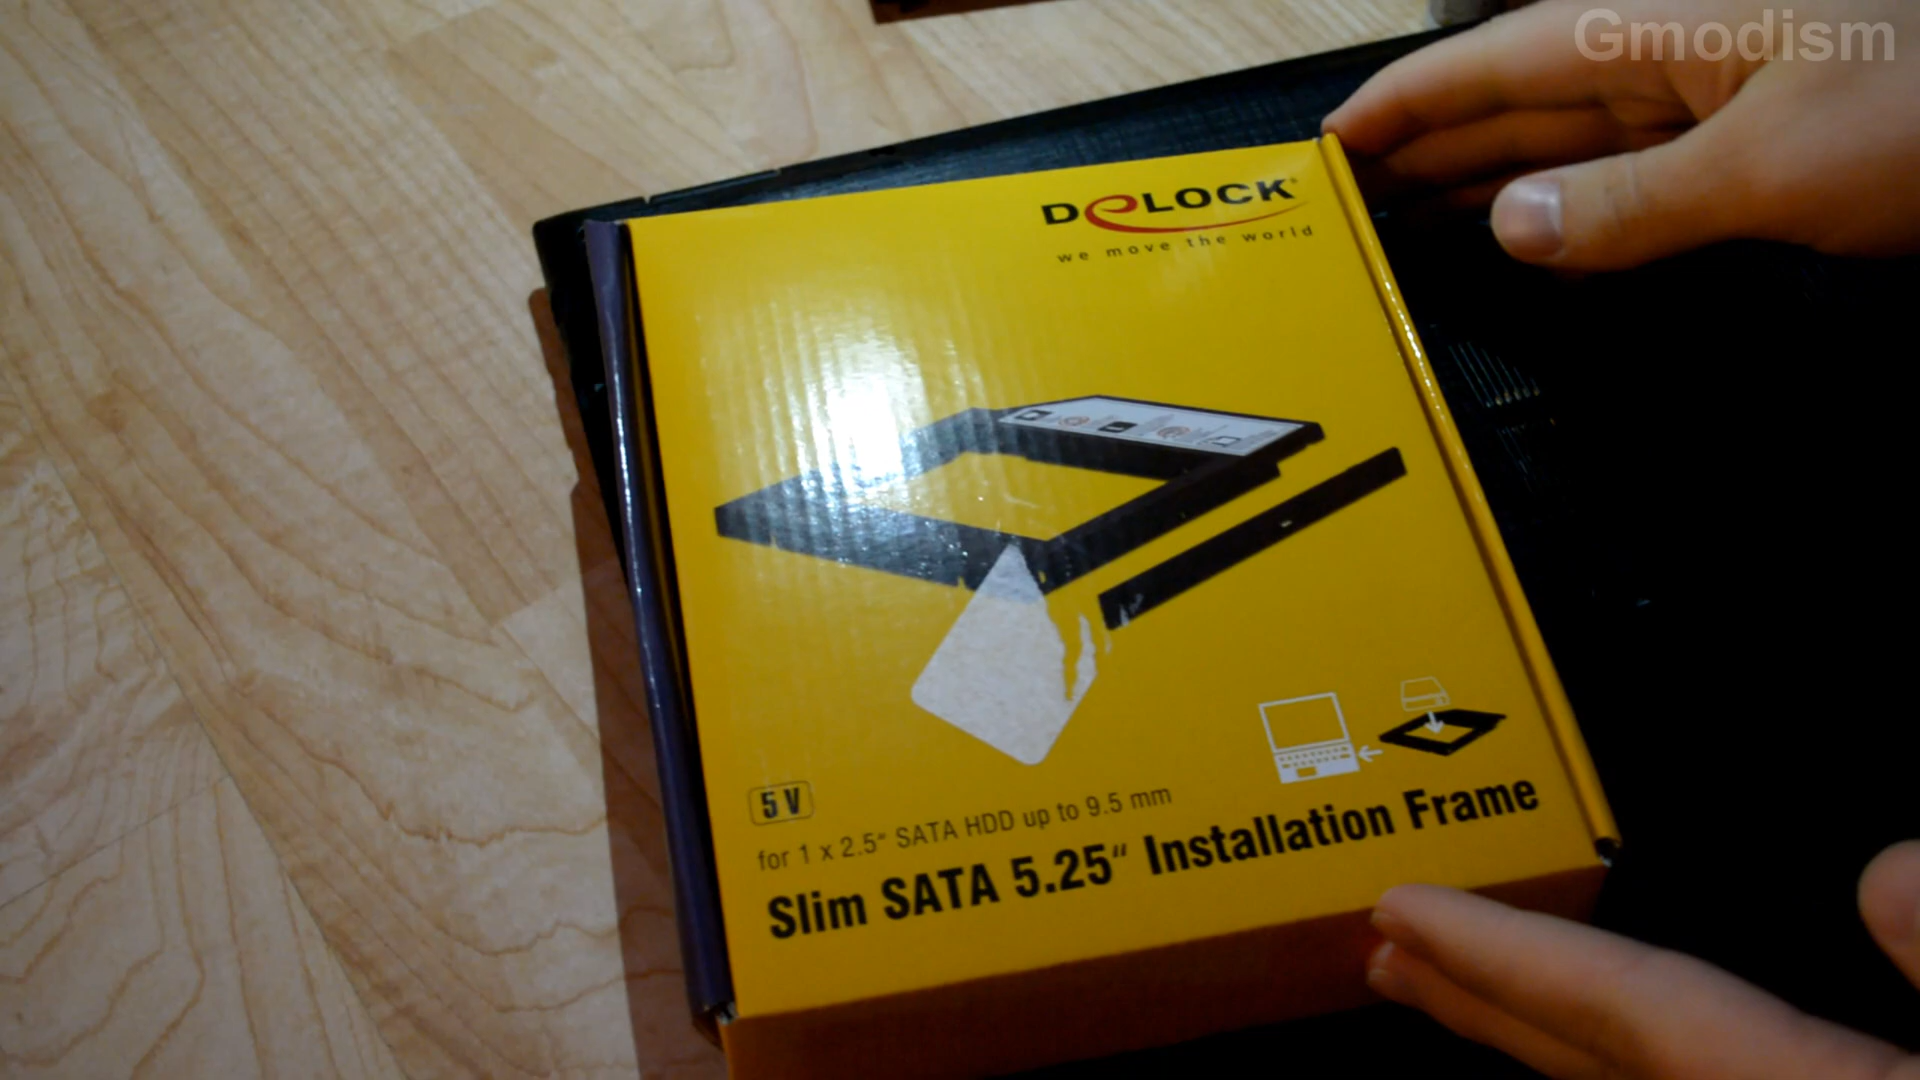 Gmodism
DeLOCK®
we move the world
5 V
for 1 x 2.5“ SATA HDD up to 9.5 mm
Slim SATA 5.25“ Installation Frame